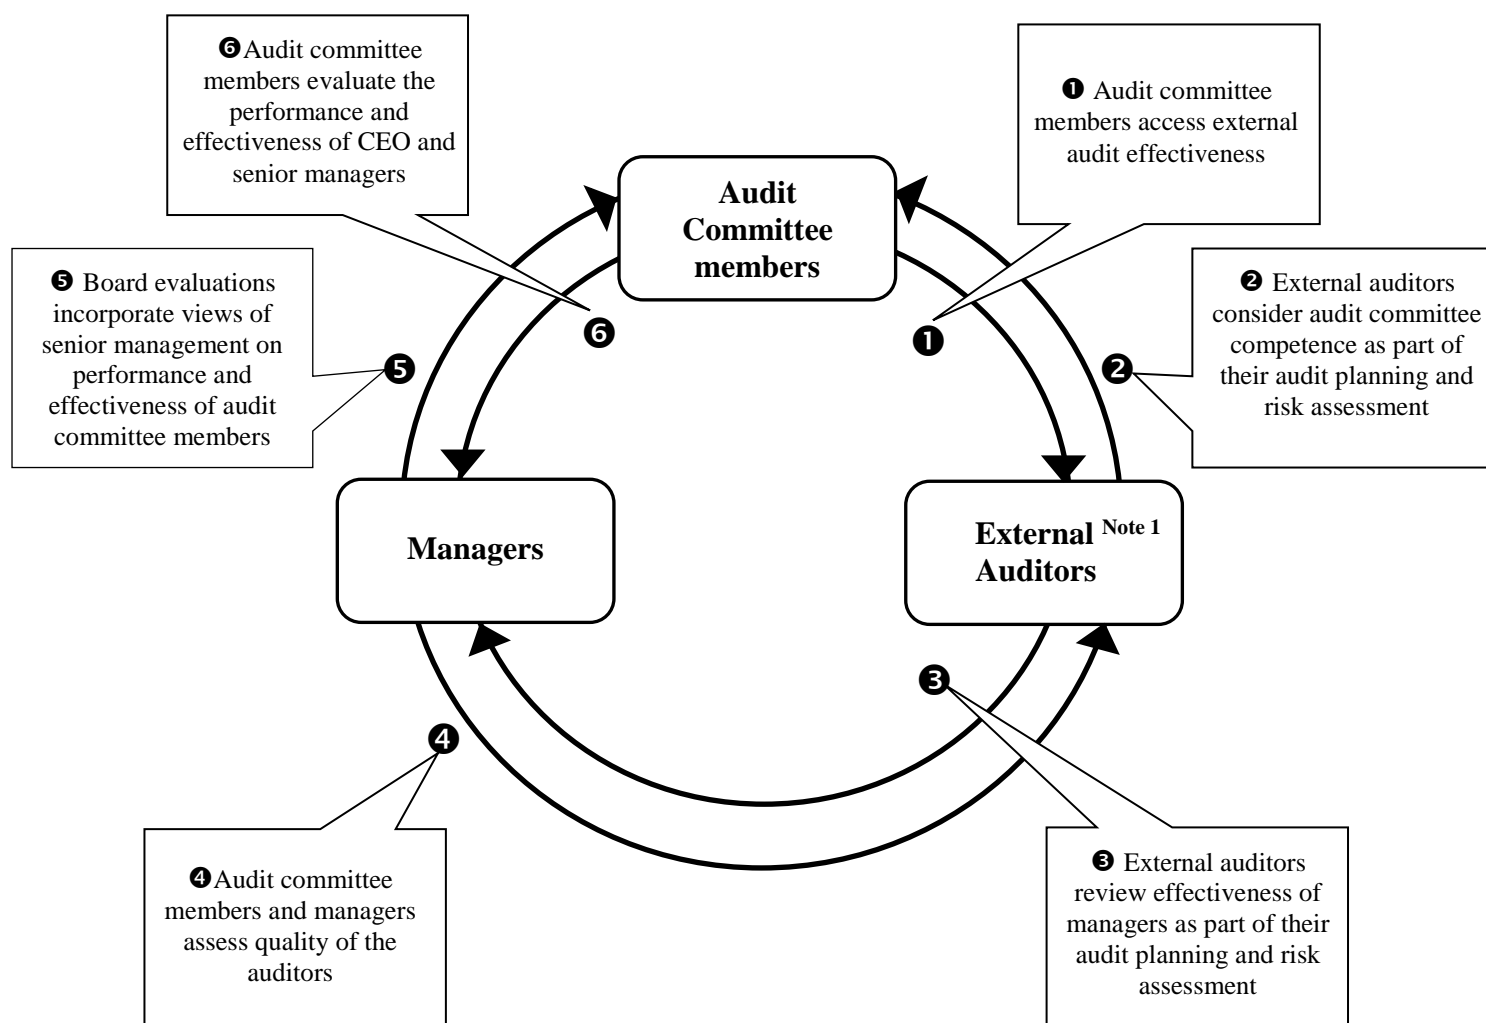 ❻Audit committee
members evaluate the
performance and
effectiveness of CEO and
senior managers
❶ Audit committee
members access external
audit effectiveness
Audit
Committee
members
❺ Board evaluations
incorporate views of
senior management on
performance and
effectiveness of audit
committee members
❷ External auditors
consider audit committee
competence as part of
their audit planning and
risk assessment
❻
❶
❺
❷
Managers
External Note 1
Auditors
❸
❹
❹Audit committee
members and managers
assess quality of the
auditors
❸ External auditors
review effectiveness of
managers as part of their
audit planning and risk
assessment